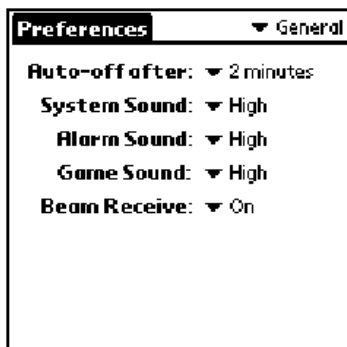 Preferences General
Auto-off after: 2 minutes
System Sound: High
Alarm Sound: High
Game Sound: High
Beam Receive: On